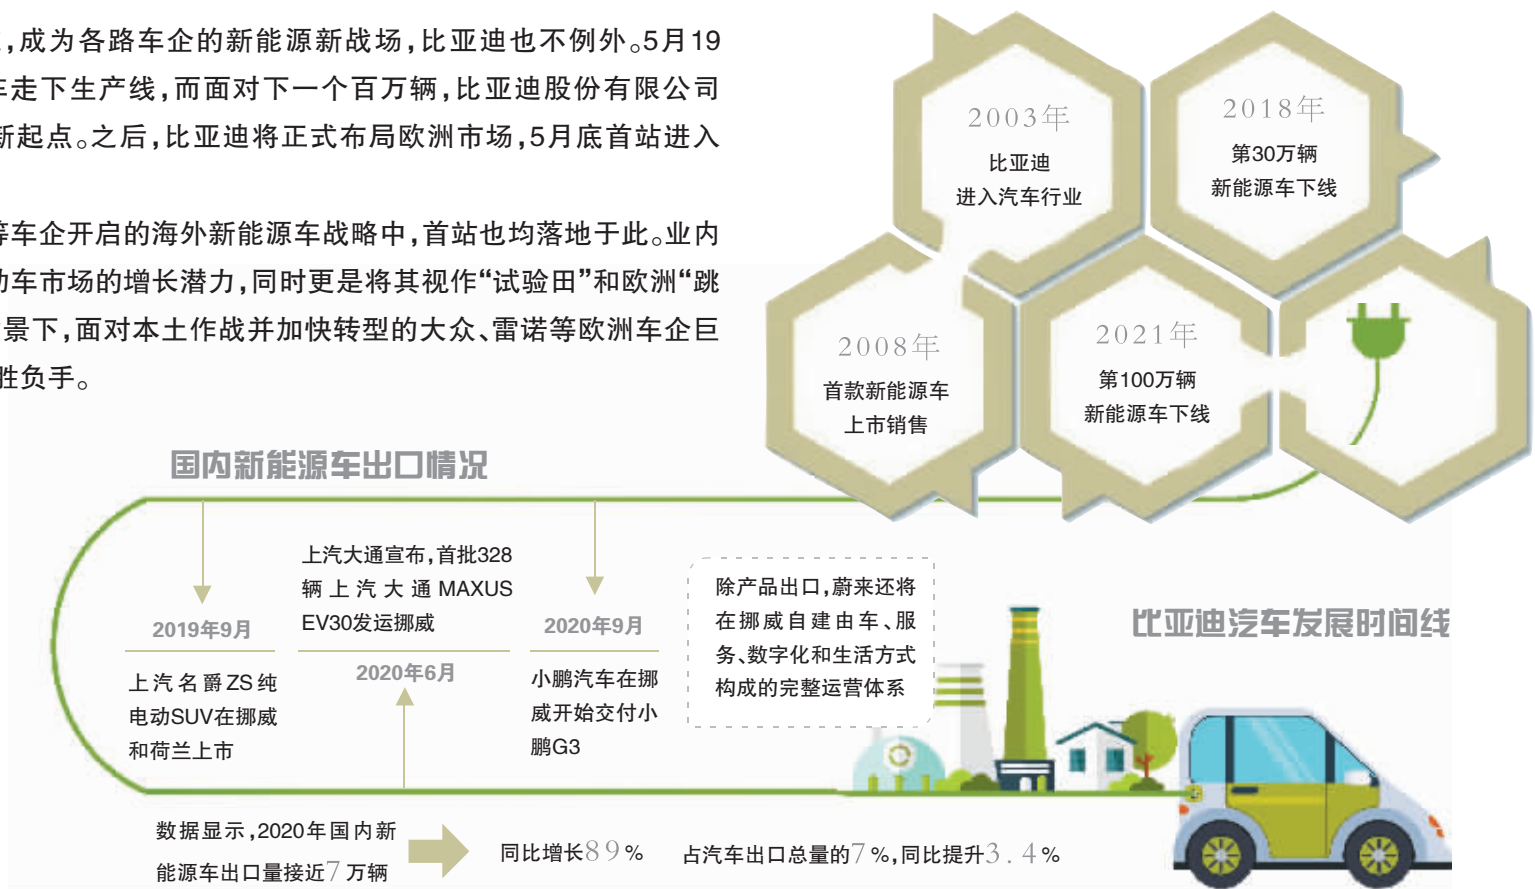 ,成为各路车企的新能源新战场,比亚迪也不例外。5月19
车走下生产线,而面对下一个百万辆,比亚迪股份有限公司
新起点。之后,比亚迪将正式布局欧洲市场,5月底首站进入
等车企开启的海外新能源车战略中,首站也均落地于此。业内
动车市场的增长潜力,同时更是将其视作“试验田”和欧洲“跳
景下,面对本土作战并加快转型的大众、雷诺等欧洲车企巨
胜负手。
2003年
比亚迪
进入汽车行业
2018年
第30万辆
新能源车下线
2008年
首款新能源车
上市销售
2021年
第100万辆
新能源车下线
国内新能源车出口情况
2019年9月
上汽名爵ZS纯
电动SUV在挪威
和荷兰上市
上汽大通宣布,首批328
辆上汽大通MAXUS
EV30发运挪威
2020年6月
2020年9月
小鹏汽车在挪
威开始交付小
鹏G3
除产品出口,蔚来还将
在挪威自建由车、服
务、数字化和生活方式
构成的完整运营体系
比亚迪汽车发展时间线
数据显示,2020年国内新
能源车出口量接近7万辆
同比增长89%
占汽车出口总量的7%,同比提升3.4%